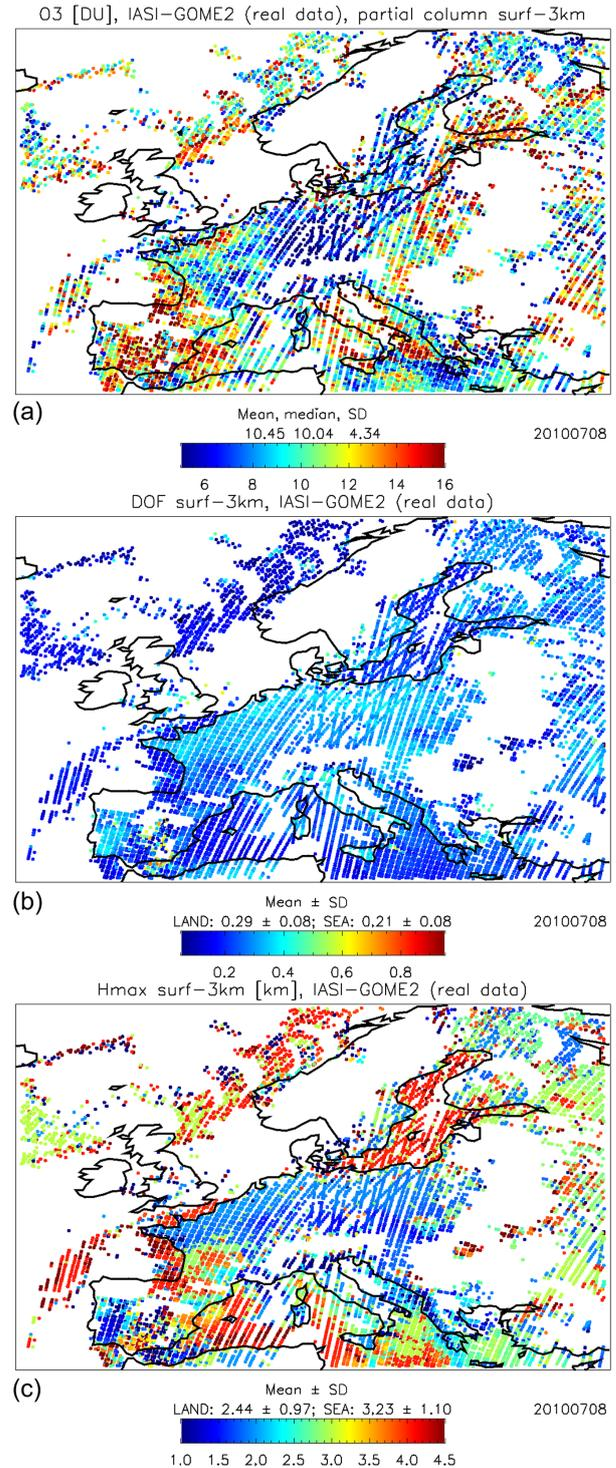 O3 [DU], IASI-GOME2 (real data), partial column surf-3km
(a)
Mean, median, SD
10.45 10.04 4.34
20100708
6 8 10 12 14 16
DOF surf-3km, IASI-GOME2 (real data)
(b)
Mean ± SD
LAND: 0.29 ± 0.08; SEA: 0.21 ± 0.08
20100708
0.2 0.4 0.6 0.8
Hmax surf-3km [km], IASI-GOME2 (real data)
(c)
Mean ± SD
LAND: 2.44 ± 0.97; SEA: 3.23 ± 1.10
20100708
1.0 1.5 2.0 2.5 3.0 3.5 4.0 4.5